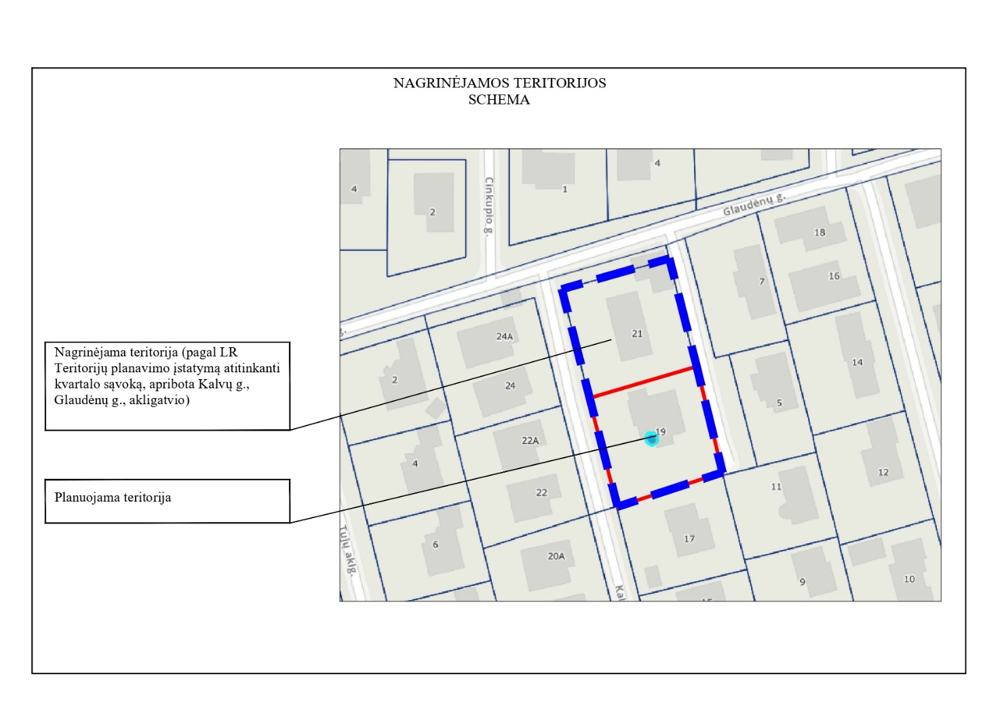 NAGRINĖJAMOS TERITORIJOS
SCHEMA
Nagrinėjama teritorija (pagal LR
Teritorijų planavimo įstatymą atitinkanti
kvartalo sąvoką, apribota Kalvų g.,
Glaudėnų g., akligatvio)
Planuojama teritorija
4
2
Cinkupio g.
1
4
Glaudėnų g.
18
16
7
21
24A
24
2
14
5
19
22A
4
22
12
11
17
6
20A
Tujų aklg.
9
10